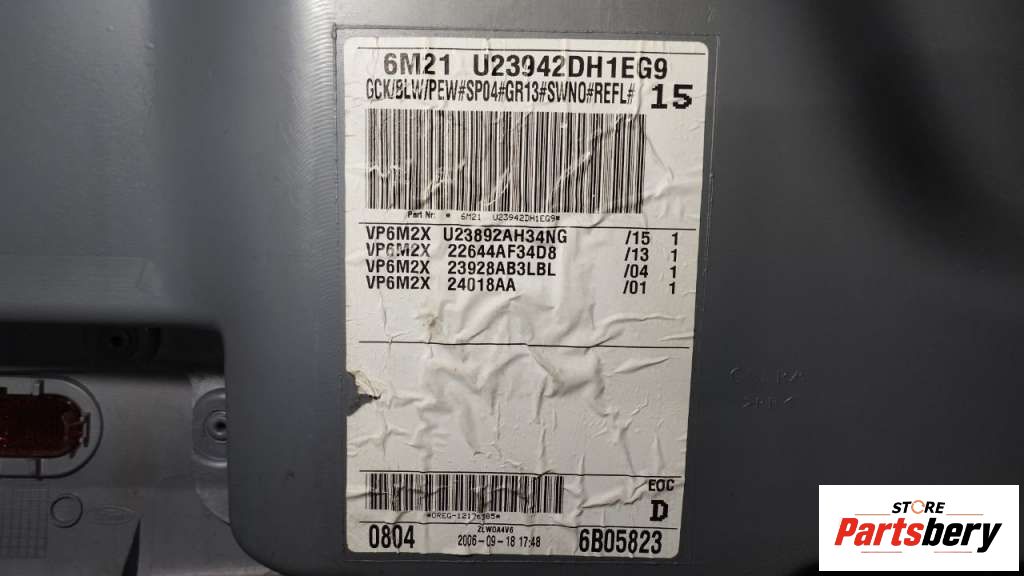 6M21 U23942DH1EG9
GCK/BLW/PEW#SP04#GR13#SWNO#REFL# 15
Part Nr: * 6M21 U23942DH1EG9*
VP6M2X U23892AH34NG /15 1
VP6M2X 22644AF34D8 /13 1
VP6M2X 23928AB3LBL /04 1
VP6M2X 24018AA /01 1
EOC
D
ZLWOA4V6
0804 2006-09-18 17:48 6B05823
STORE
Partsbery